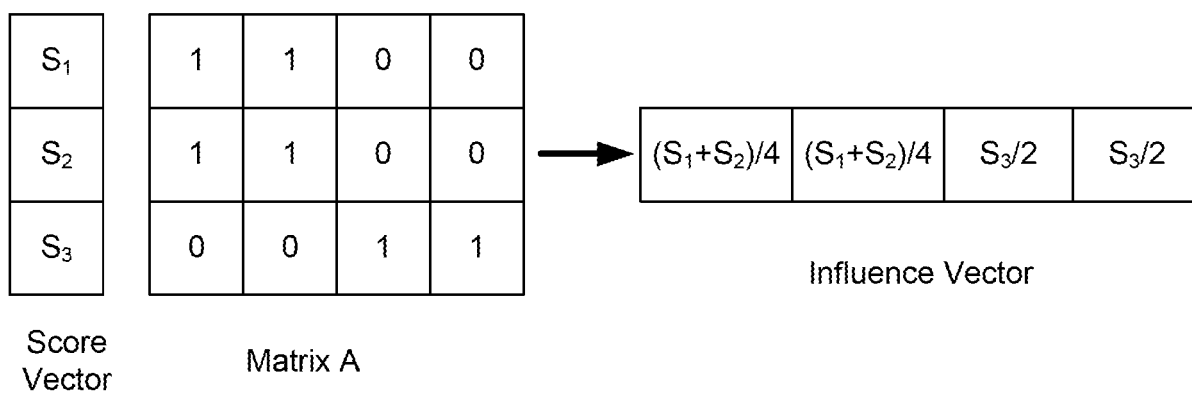 S₁ 1 1 0 0
S₂ 1 1 0 0 (S₁+S₂)/4 (S₁+S₂)/4 S₃/2 S₃/2
S₃ 0 0 1 1
Influence Vector
Score
Vector
Matrix A